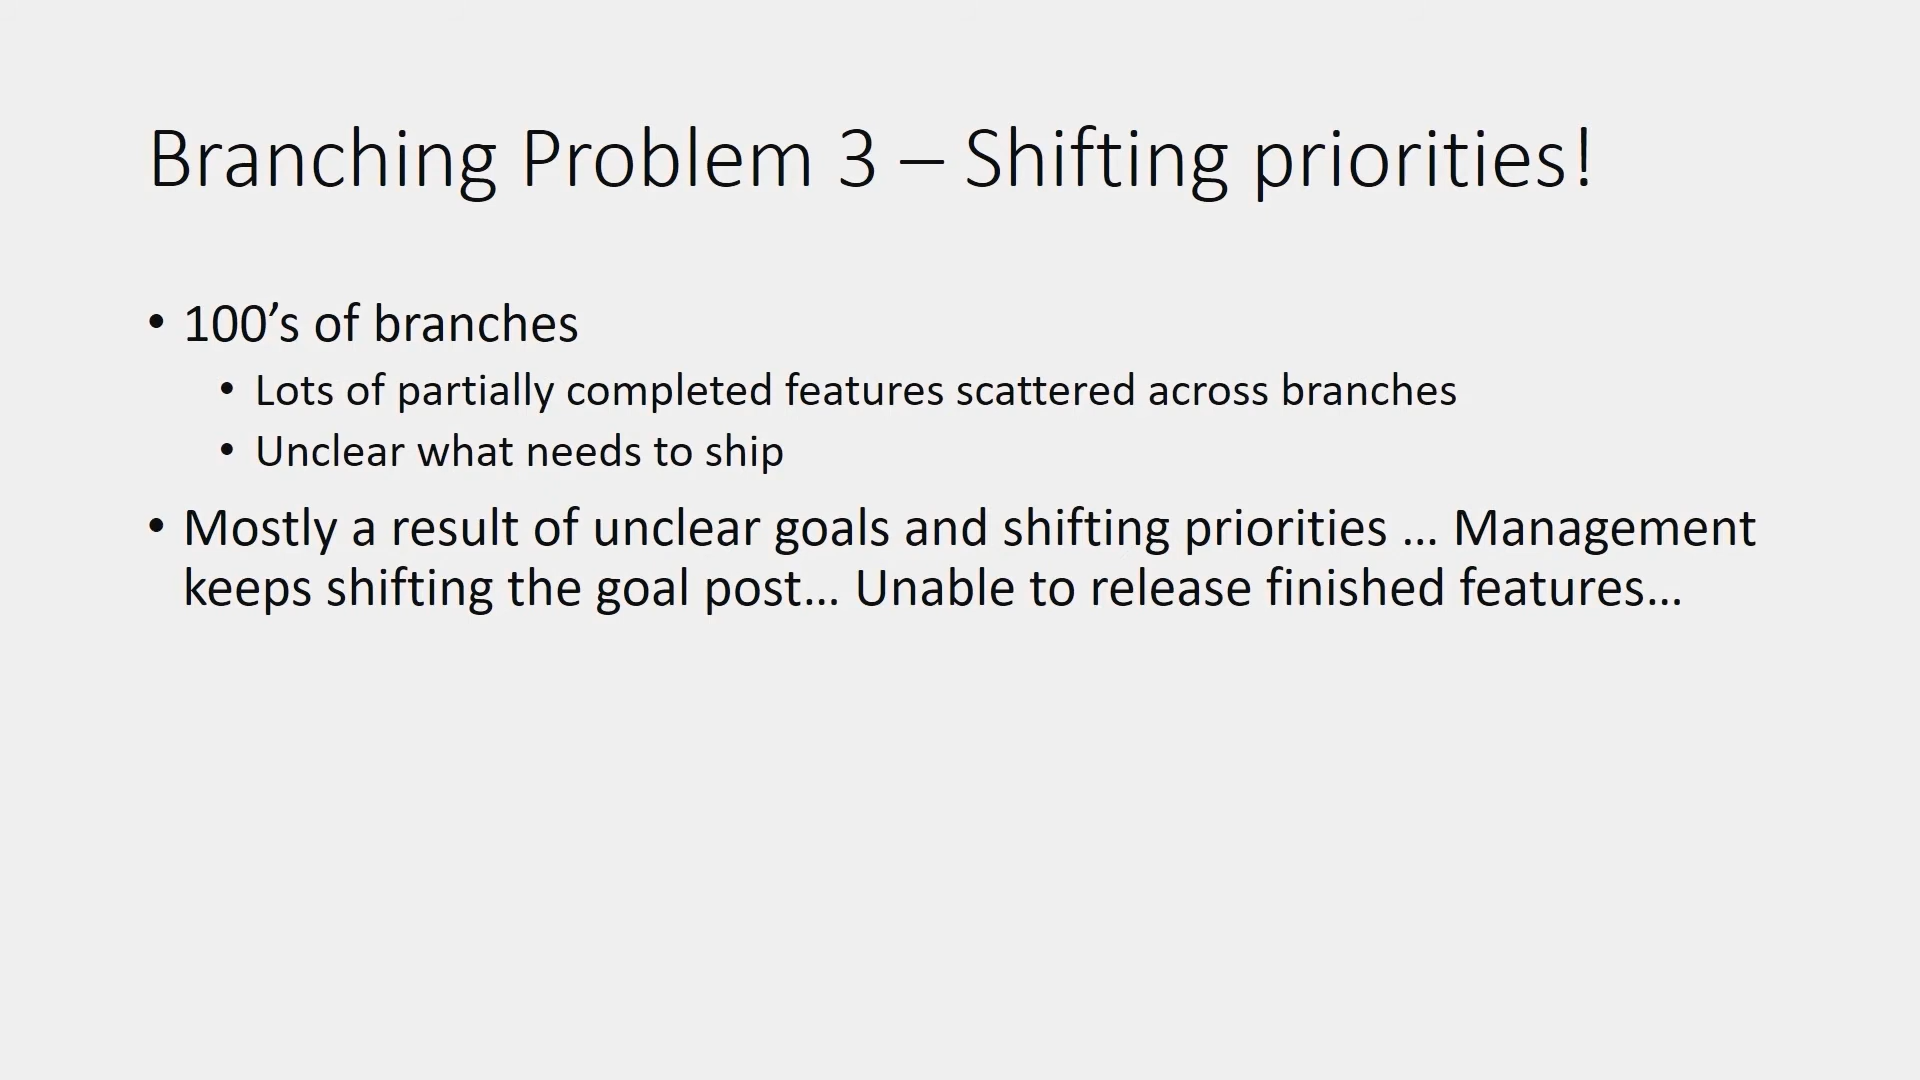 Branching Problem 3 – Shifting priorities!
• 100’s of branches
• Lots of partially completed features scattered across branches
• Unclear what needs to ship
• Mostly a result of unclear goals and shifting priorities … Management
keeps shifting the goal post… Unable to release finished features…